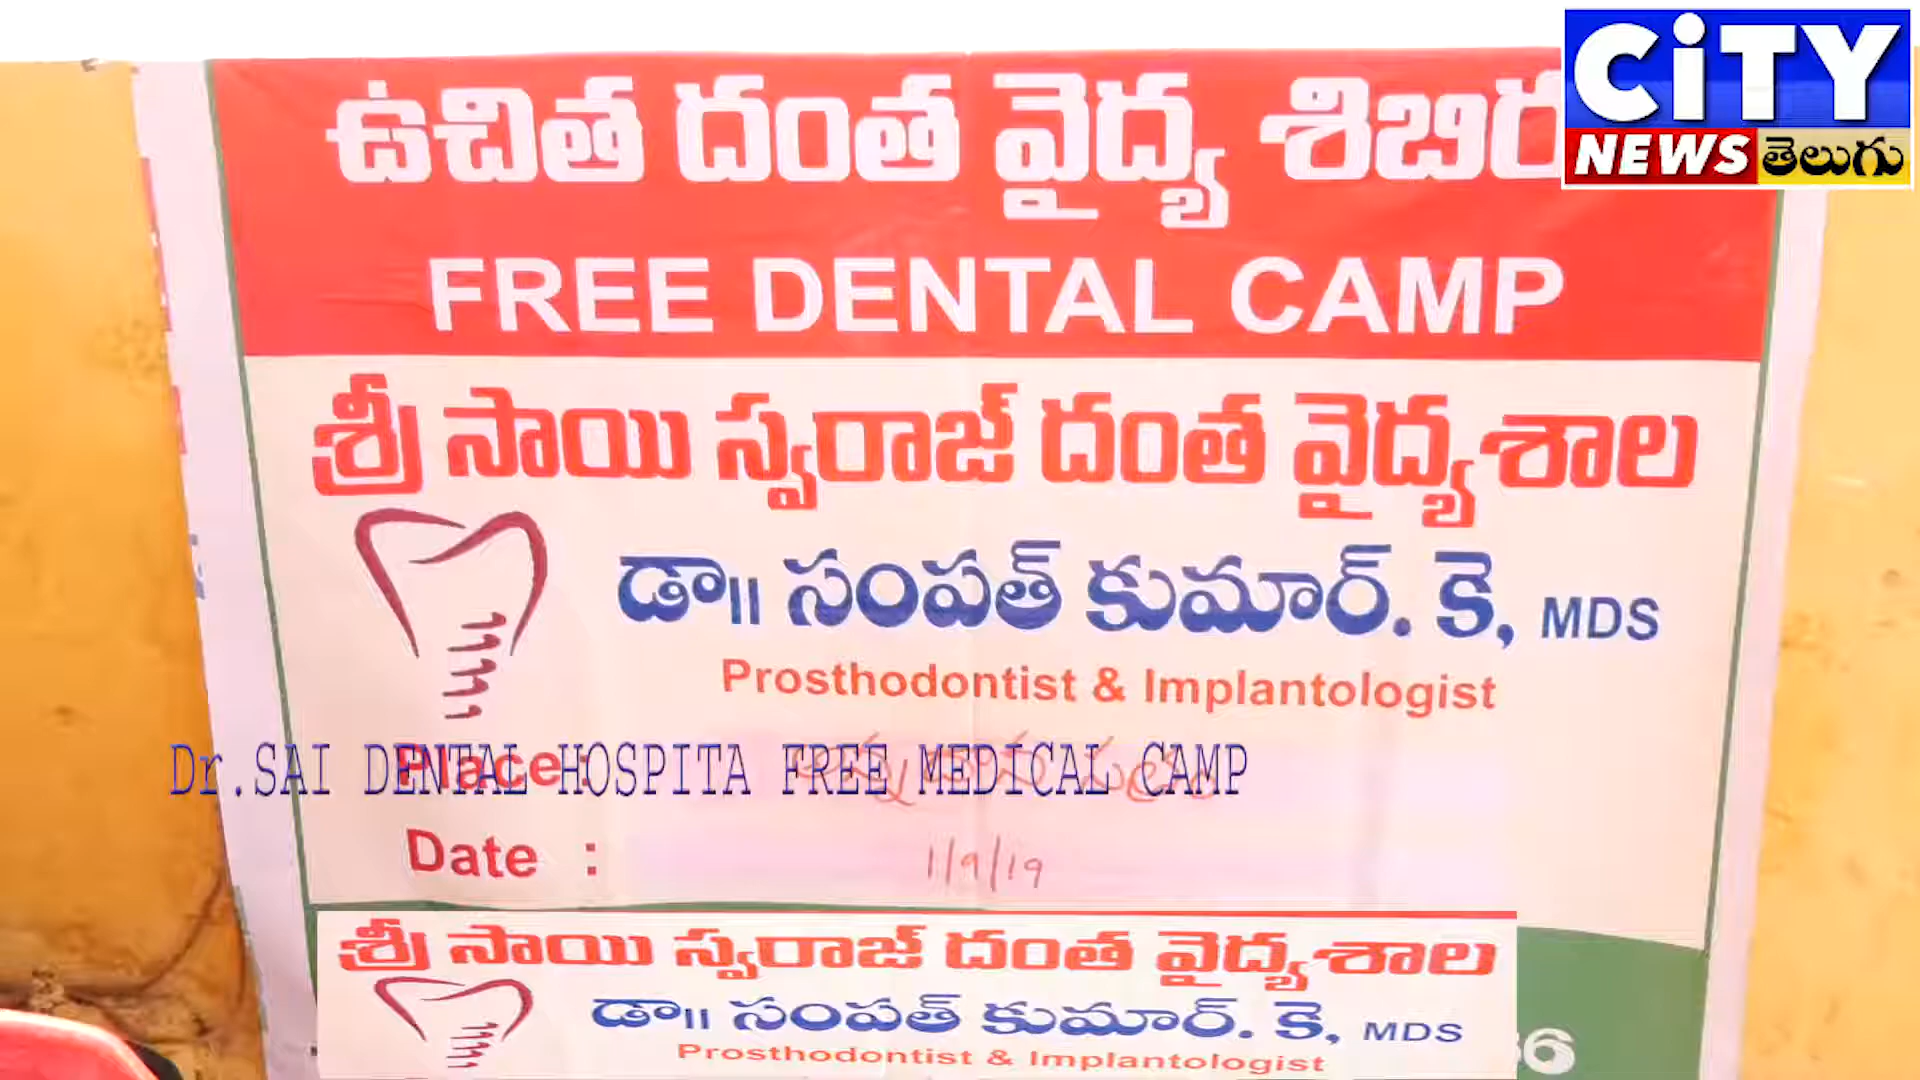 CiTY
NEWS తెలుగు
ఉచిత దంత వైద్య శిబిర
FREE DENTAL CAMP
శ్రీ సాయి స్వరాజ్ దంత వైద్యశాల
డా|| సంపత్ కుమార్. కె, MDS
Prosthodontist & Implantologist
Place:
Dr.SAI DENTAL HOSPITA FREE MEDICAL CAMP
Date : 1/9/19
శ్రీ సాయి స్వరాజ్ దంత వైద్యశాల
డా|| సంపత్ కుమార్. కె, MDS
Prosthodontist & Implantologist